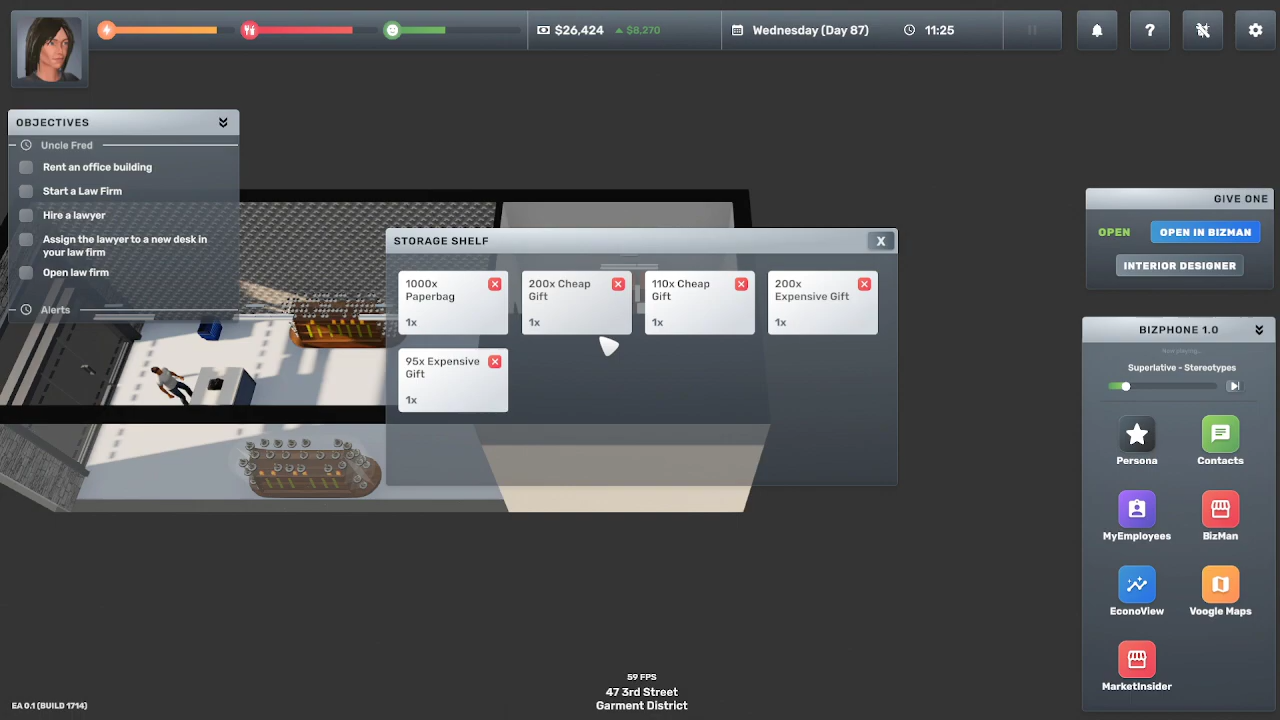 $26,424
$8,270
Wednesday (Day 87)
11:25
?
OBJECTIVES
Uncle Fred
Rent an office building
Start a Law Firm
Hire a lawyer
Assign the lawyer to a new desk in
your law firm
Open law firm
Alerts
STORAGE SHELF
X
1000x
Paperbag
1x
200x Cheap
Gift
1x
110x Cheap
Gift
1x
200x
Expensive Gift
1x
95x Expensive
Gift
1x
GIVE ONE
OPEN
OPEN IN BIZMAN
INTERIOR DESIGNER
BIZPHONE 1.0
Now playing...
Superlative - Stereotypes
Persona
Contacts
MyEmployees
BizMan
EconoView
Voogle Maps
MarketInsider
59 FPS
47 3rd Street
Garment District
EA 0.1 (BUILD 1714)